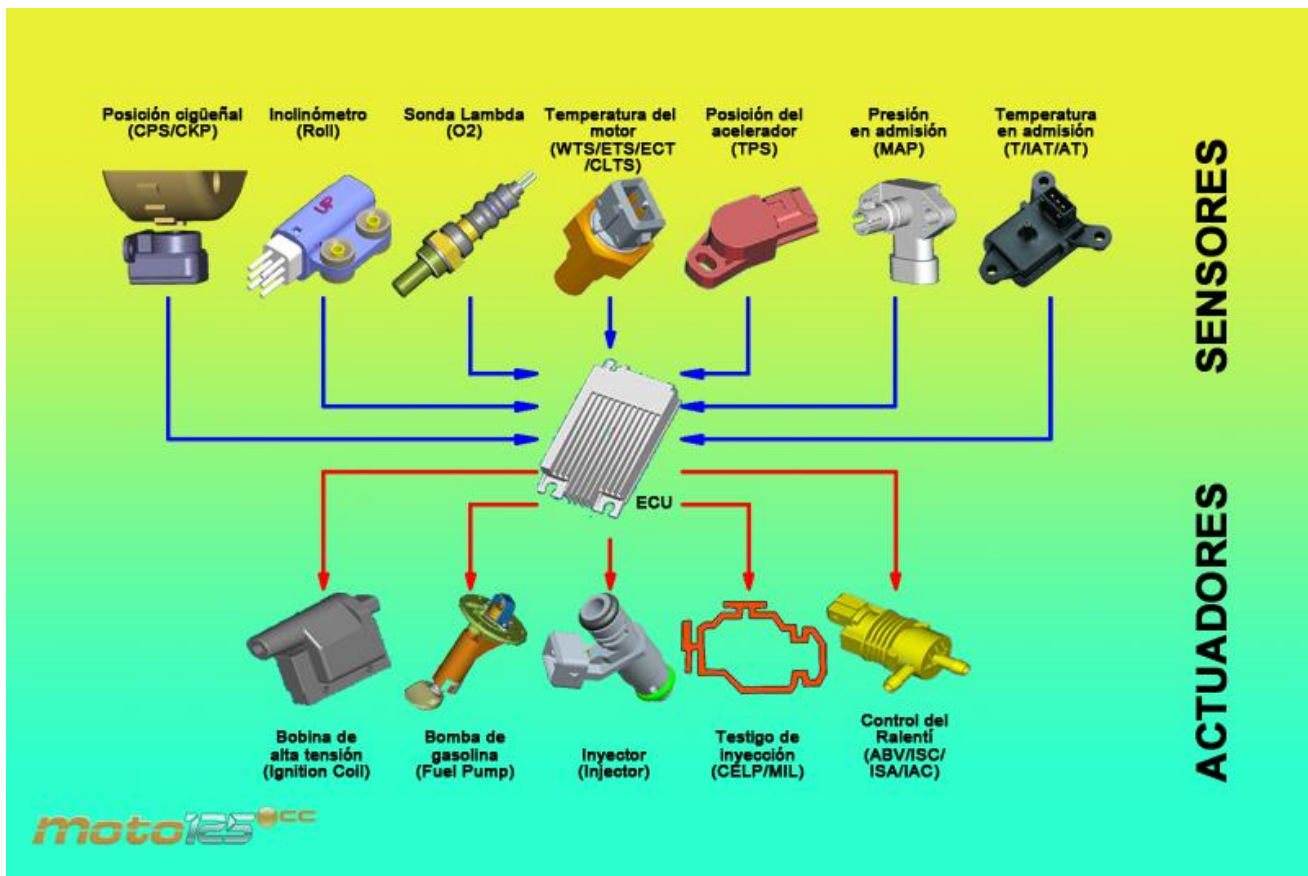 Posición cigüeñal
(CPS/CKP)
Inclinómetro
(Roll)
Sonda Lambda
(O2)
Temperatura del
motor
(WTS/ETS/ECT
/CLTS)
Posición del
acelerador
(TPS)
Presión
en admisión
(MAP)
Temperatura
en admisión
(T/IAT/AT)
SENSORES
ECU
ACTUADORES
Bobina de
alta tensión
(Ignition Coil)
Bomba de
gasolina
(Fuel Pump)
Inyector
(Injector)
Testigo de
inyección
(CELP/MIL)
Control del
Ralentí
(ABV/ISC/
ISA/IAC)
moto125cc